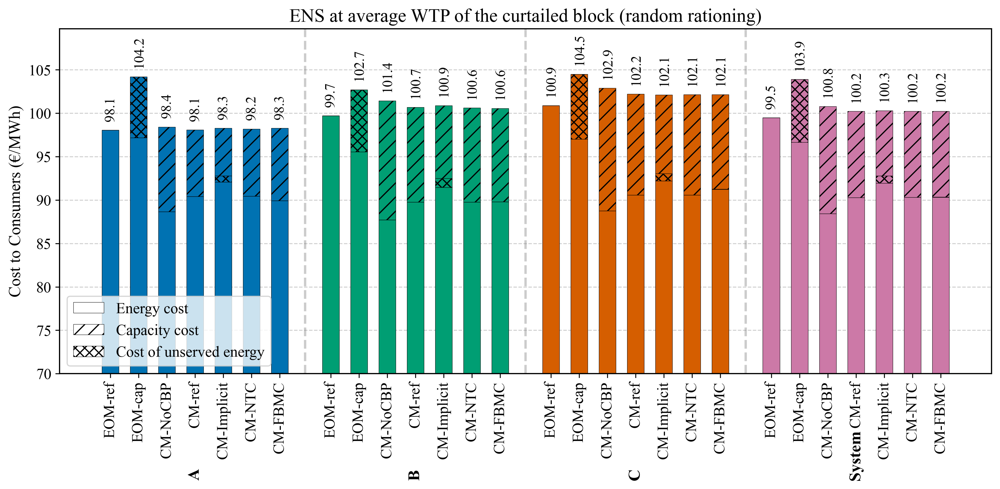 ENS at average WTP of the curtailed block (random rationing)
Cost to Consumers (€/MWh)
105
100
95
90
85
80
75
70
98.1
104.2
98.4
98.1
98.3
98.2
98.3
99.7
102.7
101.4
100.7
100.9
100.6
100.6
100.9
104.5
102.9
102.2
102.1
102.1
102.1
99.5
103.9
100.8
100.2
100.3
100.2
100.2
Energy cost
Capacity cost
Cost of unserved energy
EOM-ref
EOM-cap
CM-NoCBP
CM-ref
CM-Implicit
CM-NTC
CM-FBMC
EOM-ref
EOM-cap
CM-NoCBP
CM-ref
CM-Implicit
CM-NTC
CM-FBMC
EOM-ref
EOM-cap
CM-NoCBP
CM-ref
CM-Implicit
CM-NTC
CM-FBMC
EOM-ref
EOM-cap
CM-NoCBP
CM-ref
CM-Implicit
CM-NTC
CM-FBMC
A
B
C
System